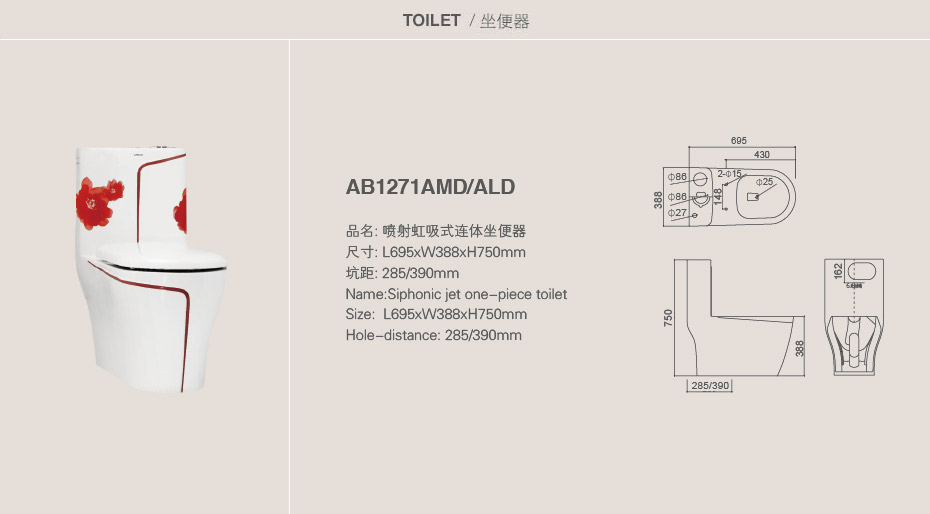 TOILET / 坐便器
AB1271AMD/ALD
品名: 喷射虹吸式连体坐便器
尺寸: L695xW388xH750mm
坑距: 285/390mm
Name:Siphonic jet one-piece toilet
Size: L695xW388xH750mm
Hole-distance: 285/390mm
695
430
Φ86
2-Φ15
Φ25
388
Φ86
148
Φ27
162
750
388
285/390